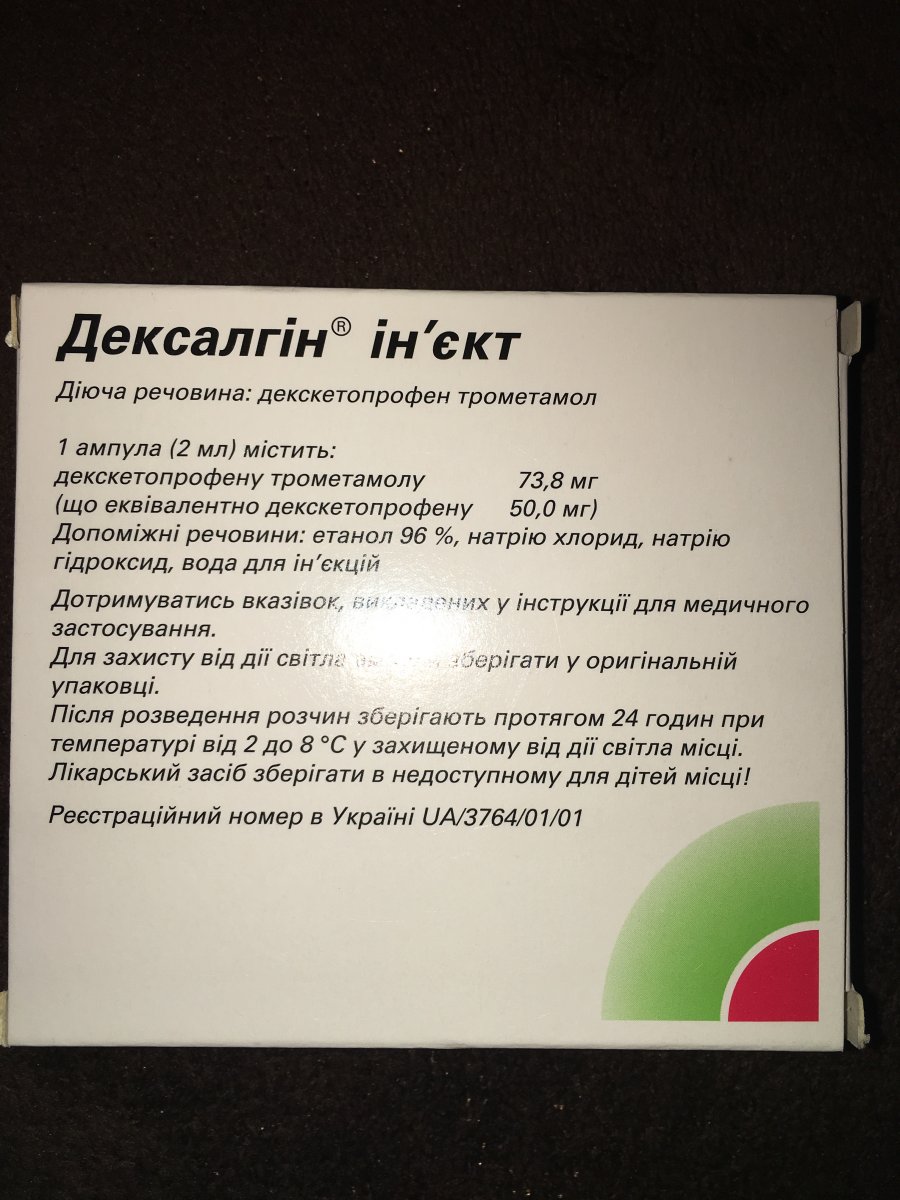 Дексалгін® ін'єкт
Діюча речовина: декскетопрофен трометамол
1 ампула (2 мл) містить:
декскетопрофену трометамолу 73,8 мг
(що еквівалентно декскетопрофену 50,0 мг)
Допоміжні речовини: етанол 96 %, натрію хлорид, натрію
гідроксид, вода для ін'єкцій
Дотримуватись вказівок, викладених у інструкції для медичного
застосування.
Для захисту від дії світла зберігати у оригінальній
упаковці.
Після розведення розчин зберігають протягом 24 годин при
температурі від 2 до 8 °C у захищеному від дії світла місці.
Лікарський засіб зберігати в недоступному для дітей місці!
Реєстраційний номер в Україні UA/3764/01/01